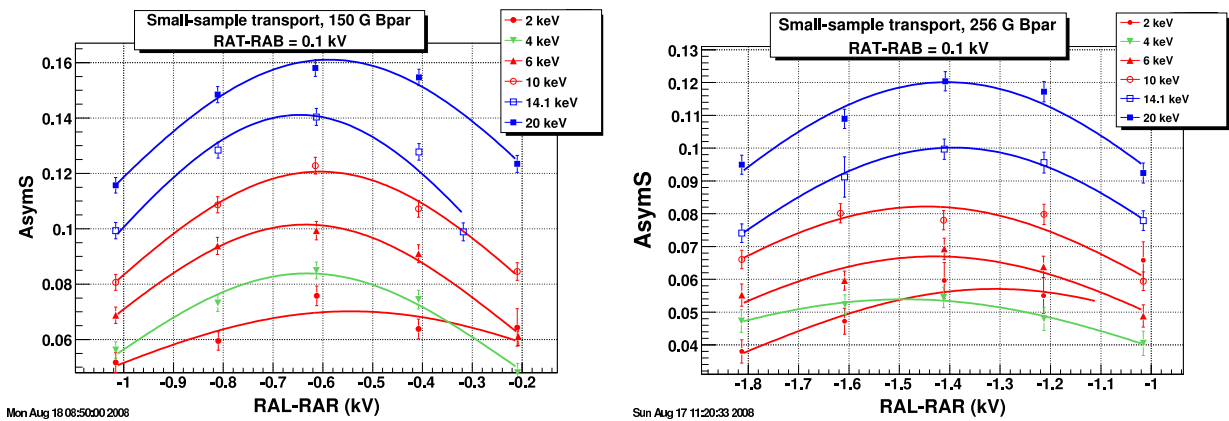 Small-sample transport, 150 G Bpar
RAT-RAB = 0.1 kV
2 keV
4 keV
6 keV
10 keV
14.1 keV
20 keV
AsymS
0.16
0.14
0.12
0.1
0.08
0.06
-1
-0.9
-0.8
-0.7
-0.6
-0.5
-0.4
-0.3
-0.2
RAL-RAR (kV)
Mon Aug 18 08:50:00 2008
Small-sample transport, 256 G Bpar
RAT-RAB = 0.1 kV
2 keV
4 keV
6 keV
10 keV
14.1 keV
20 keV
AsymS
0.13
0.12
0.11
0.1
0.09
0.08
0.07
0.06
0.05
0.04
-1.8
-1.7
-1.6
-1.5
-1.4
-1.3
-1.2
-1.1
-1
RAL-RAR (kV)
Sun Aug 17 11:20:33 2008